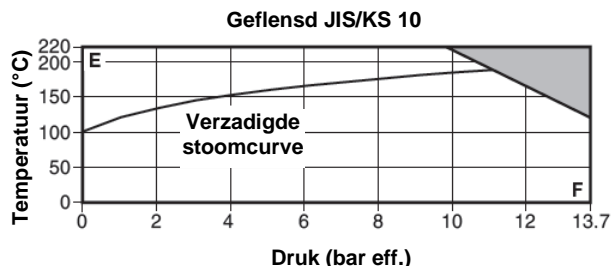 Geflensd JIS/KS 10
Temperatuur (°C)
220
200
150
100
50
0
E
Verzadigde
stoomcurve
F
0 2 4 6 8 10 12 13.7
Druk (bar eff.)